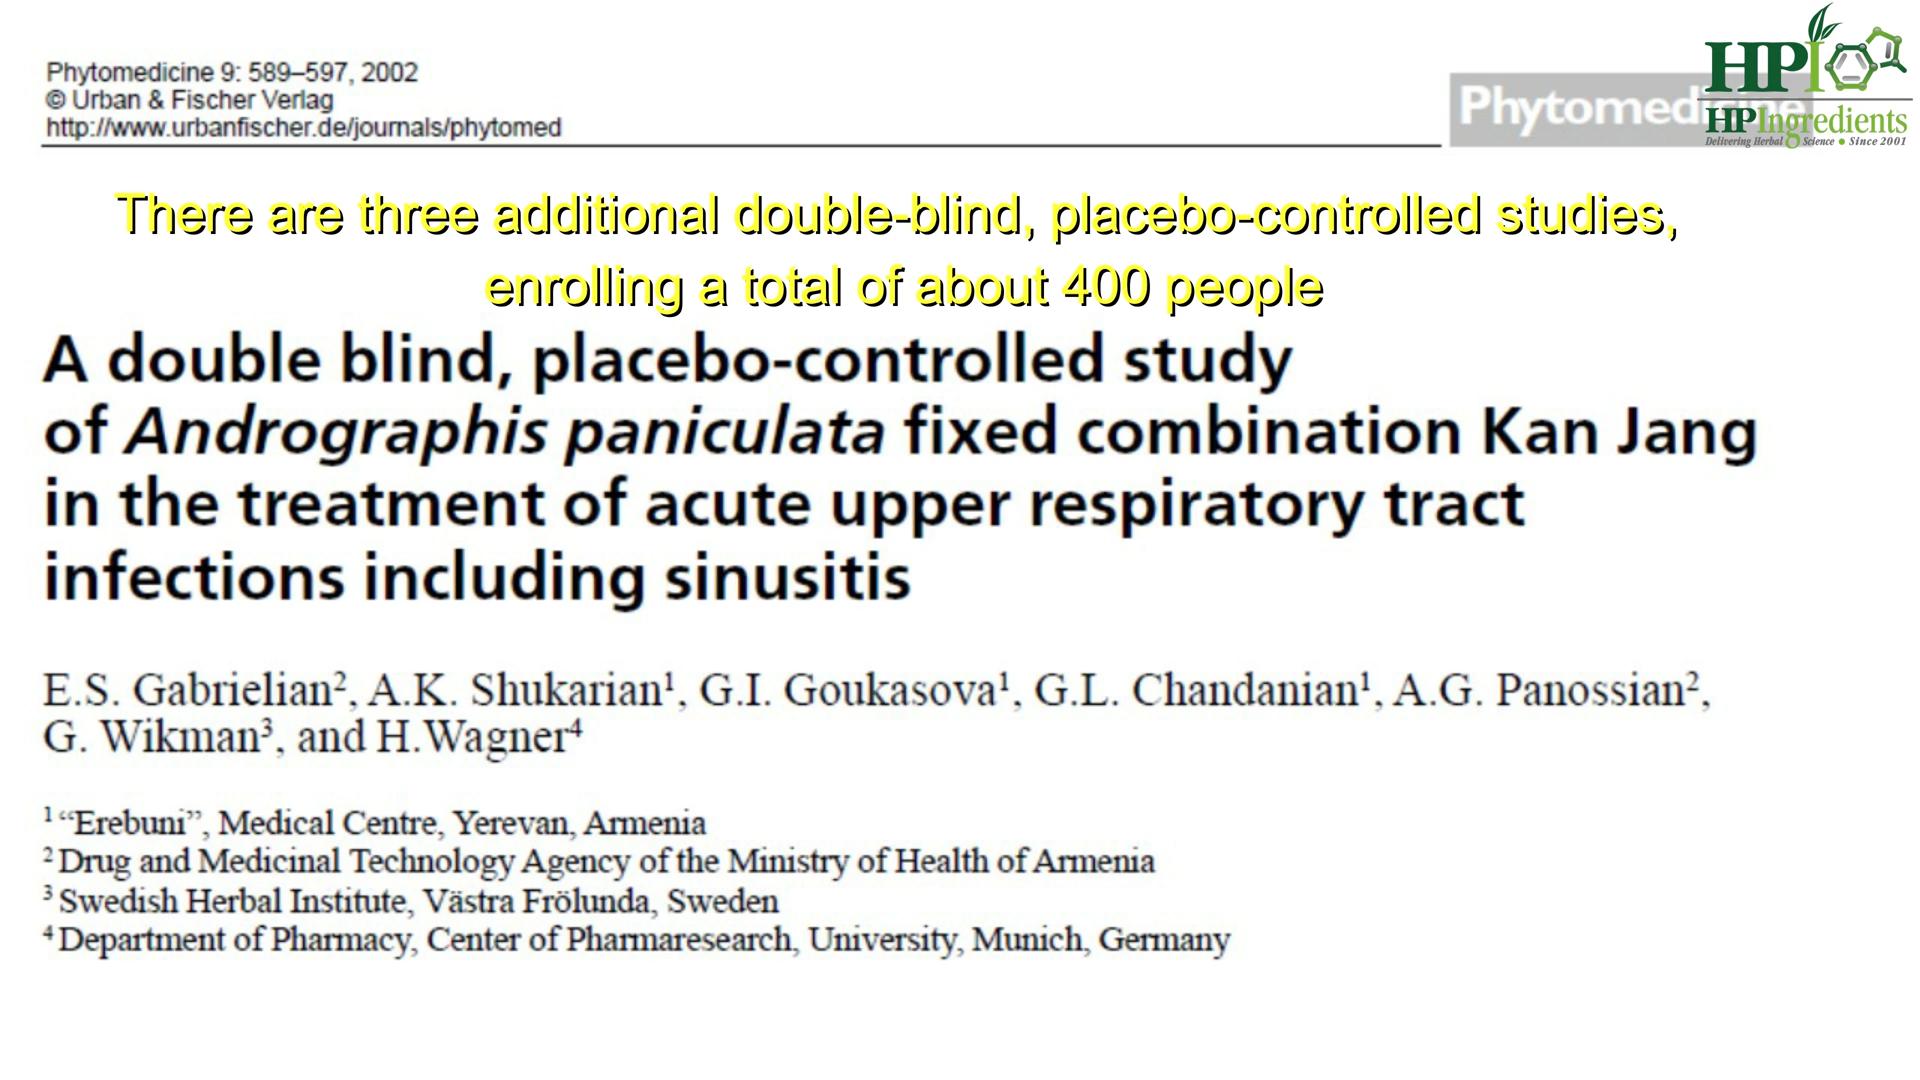 Phytomedicine 9: 589–597, 2002
© Urban & Fischer Verlag
http://www.urbanfischer.de/journals/phytomed
Phytomedicine
HPI
HPIngredients
Delivering Herbal Science • Since 2001
There are three additional double-blind, placebo-controlled studies,
enrolling a total of about 400 people
A double blind, placebo-controlled study
of Andrographis paniculata fixed combination Kan Jang
in the treatment of acute upper respiratory tract
infections including sinusitis
E.S. Gabrielian², A.K. Shukarian¹, G.I. Goukasova¹, G.L. Chandanian¹, A.G. Panossian²,
G. Wikman³, and H.Wagner⁴
¹ “Erebuni”, Medical Centre, Yerevan, Armenia
² Drug and Medicinal Technology Agency of the Ministry of Health of Armenia
³ Swedish Herbal Institute, Västra Frölunda, Sweden
⁴ Department of Pharmacy, Center of Pharmaresearch, University, Munich, Germany